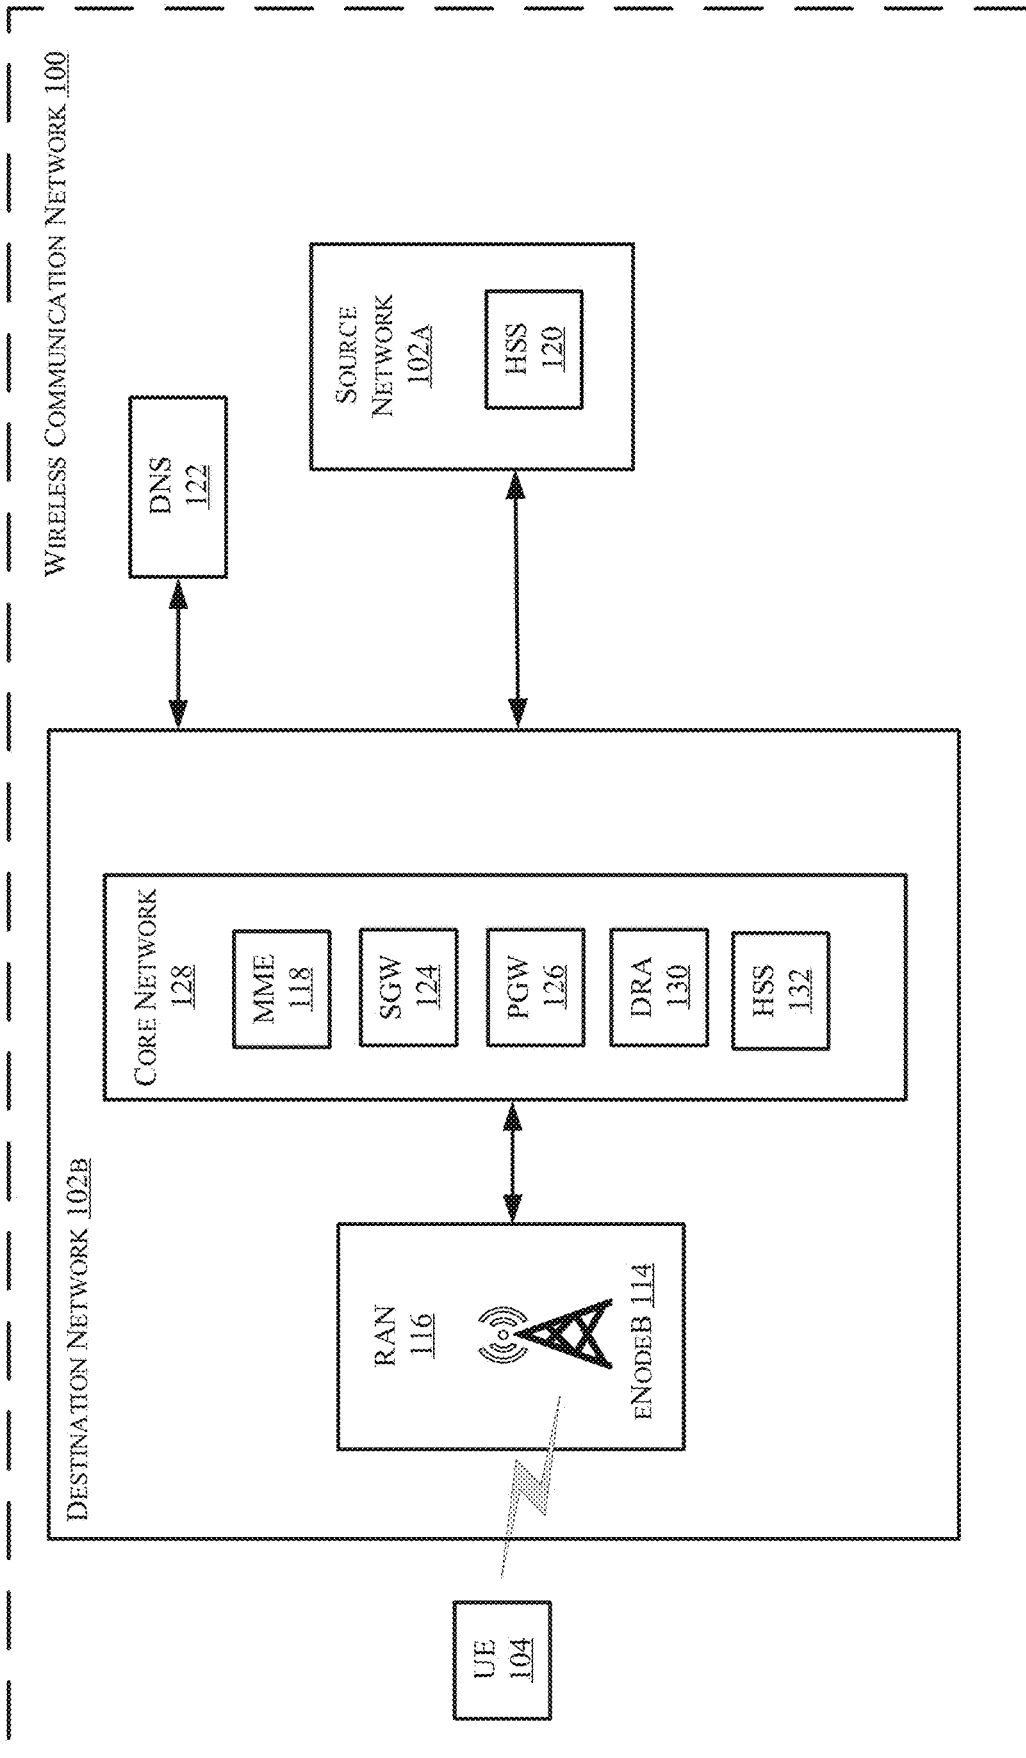 WIRELESS COMMUNICATION NETWORK 100
DESTINATION NETWORK 102B
UE
104
RAN
116
ENODEB 114
CORE NETWORK
128
MME
118
SGW
124
PGW
126
DRA
130
HSS
132
DNS
122
SOURCE
NETWORK
102A
HSS
120